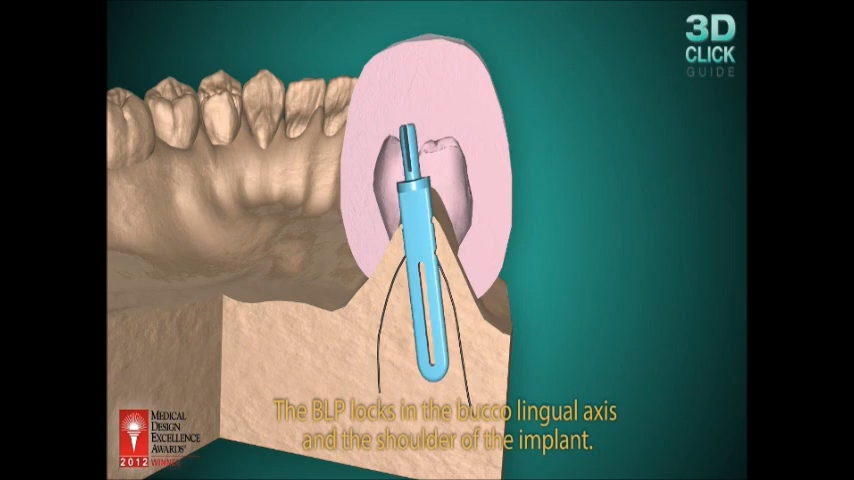 3D
CLICK
GUIDE
The BLP locks in the bucco lingual axis
and the shoulder of the implant.
MEDICAL
DESIGN
EXCELLENCE
AWARDS®
2012 WINNER